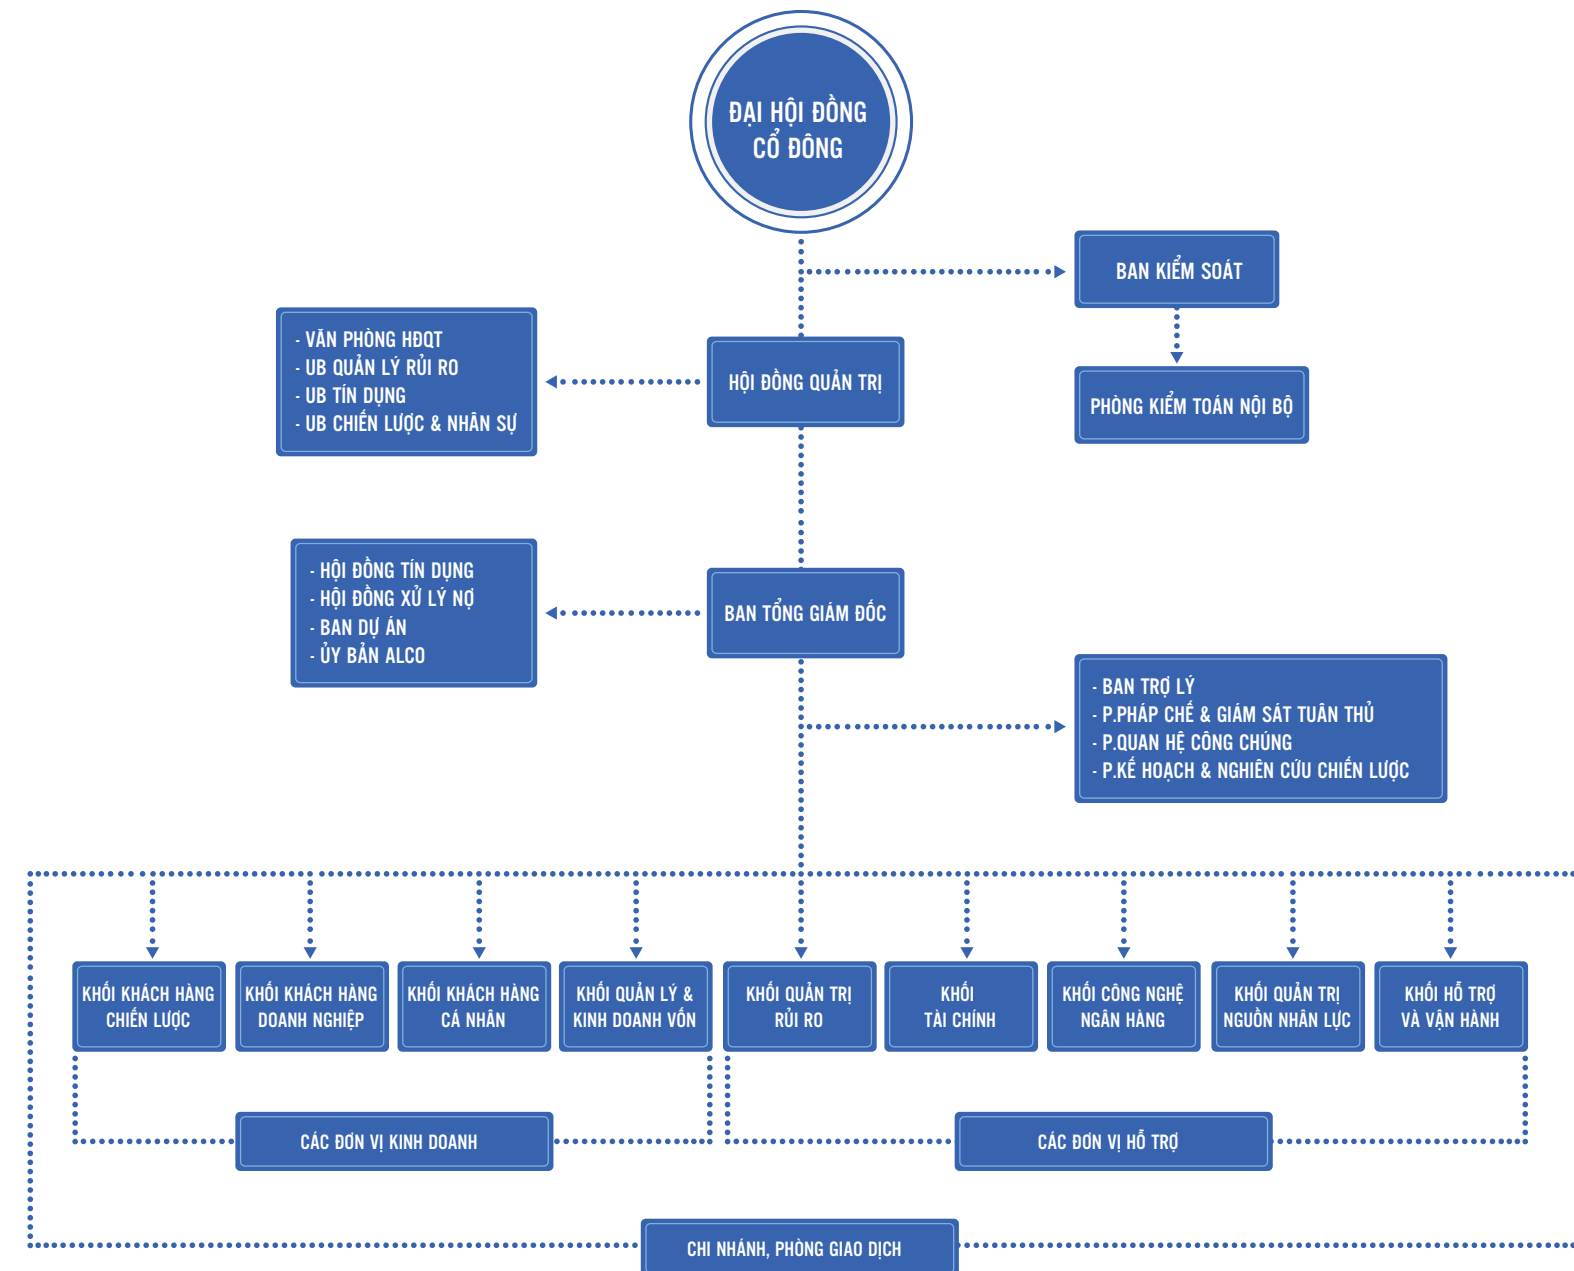 ĐẠI HỘI ĐỒNG
CỔ ĐÔNG
BAN KIỂM SOÁT
- VĂN PHÒNG HĐQT
- UB QUẢN LÝ RỦI RO
- UB TÍN DỤNG
- UB CHIẾN LƯỢC & NHÂN SỰ
HỘI ĐỒNG QUẢN TRỊ
PHÒNG KIỂM TOÁN NỘI BỘ
- HỘI ĐỒNG TÍN DỤNG
- HỘI ĐỒNG XỬ LÝ NỢ
- BAN DỰ ÁN
- ỦY BẢN ALCO
BAN TỔNG GIÁM ĐỐC
- BAN TRỢ LÝ
- P.PHÁP CHẾ & GIÁM SÁT TUÂN THỦ
- P.QUAN HỆ CÔNG CHÚNG
- P.KẾ HOẠCH & NGHIÊN CỨU CHIẾN LƯỢC
KHỐI KHÁCH HÀNG
CHIẾN LƯỢC
KHỐI KHÁCH HÀNG
DOANH NGHIỆP
KHỐI KHÁCH HÀNG
CÁ NHÂN
KHỐI QUẢN LÝ &
KINH DOANH VỐN
KHỐI QUẢN TRỊ
RỦI RO
KHỐI
TÀI CHÍNH
KHỐI CÔNG NGHỆ
NGÂN HÀNG
KHỐI QUẢN TRỊ
NGUỒN NHÂN LỰC
KHỐI HỖ TRỢ
VÀ VẬN HÀNH
CÁC ĐƠN VỊ KINH DOANH
CÁC ĐƠN VỊ HỖ TRỢ
CHI NHÁNH, PHÒNG GIAO DỊCH